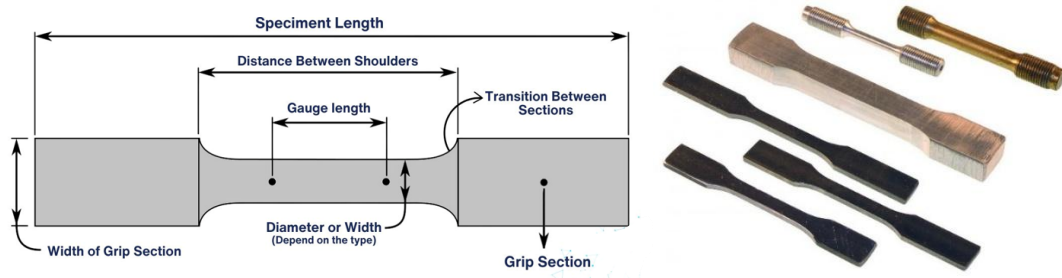 Speciment Length
Distance Between Shoulders
Gauge length
Transition Between
Sections
Diameter or Width
(Depend on the type)
Width of Grip Section
Grip Section